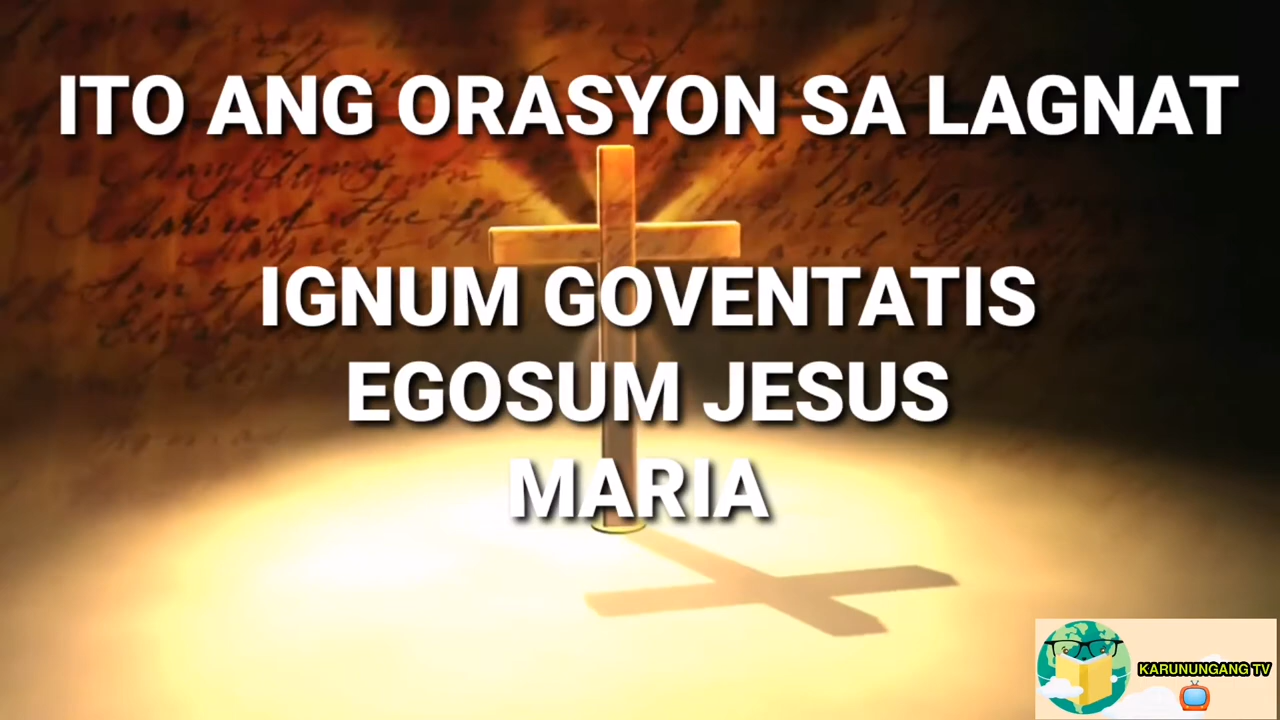 ITO ANG ORASYON SA LAGNAT
IGNUM GOVENTATIS
EGOSUM JESUS
MARIA
KARUNUNGANG TV